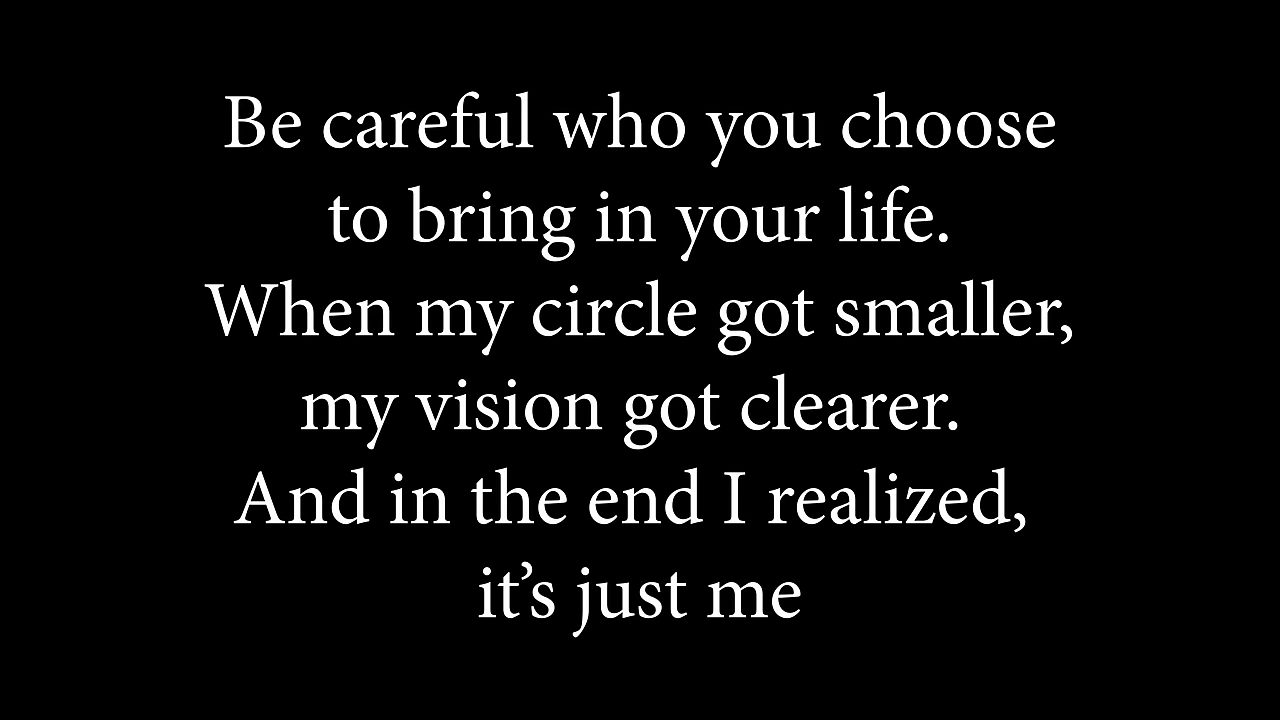 Be careful who you choose
to bring in your life.
When my circle got smaller,
my vision got clearer.
And in the end I realized,
it’s just me